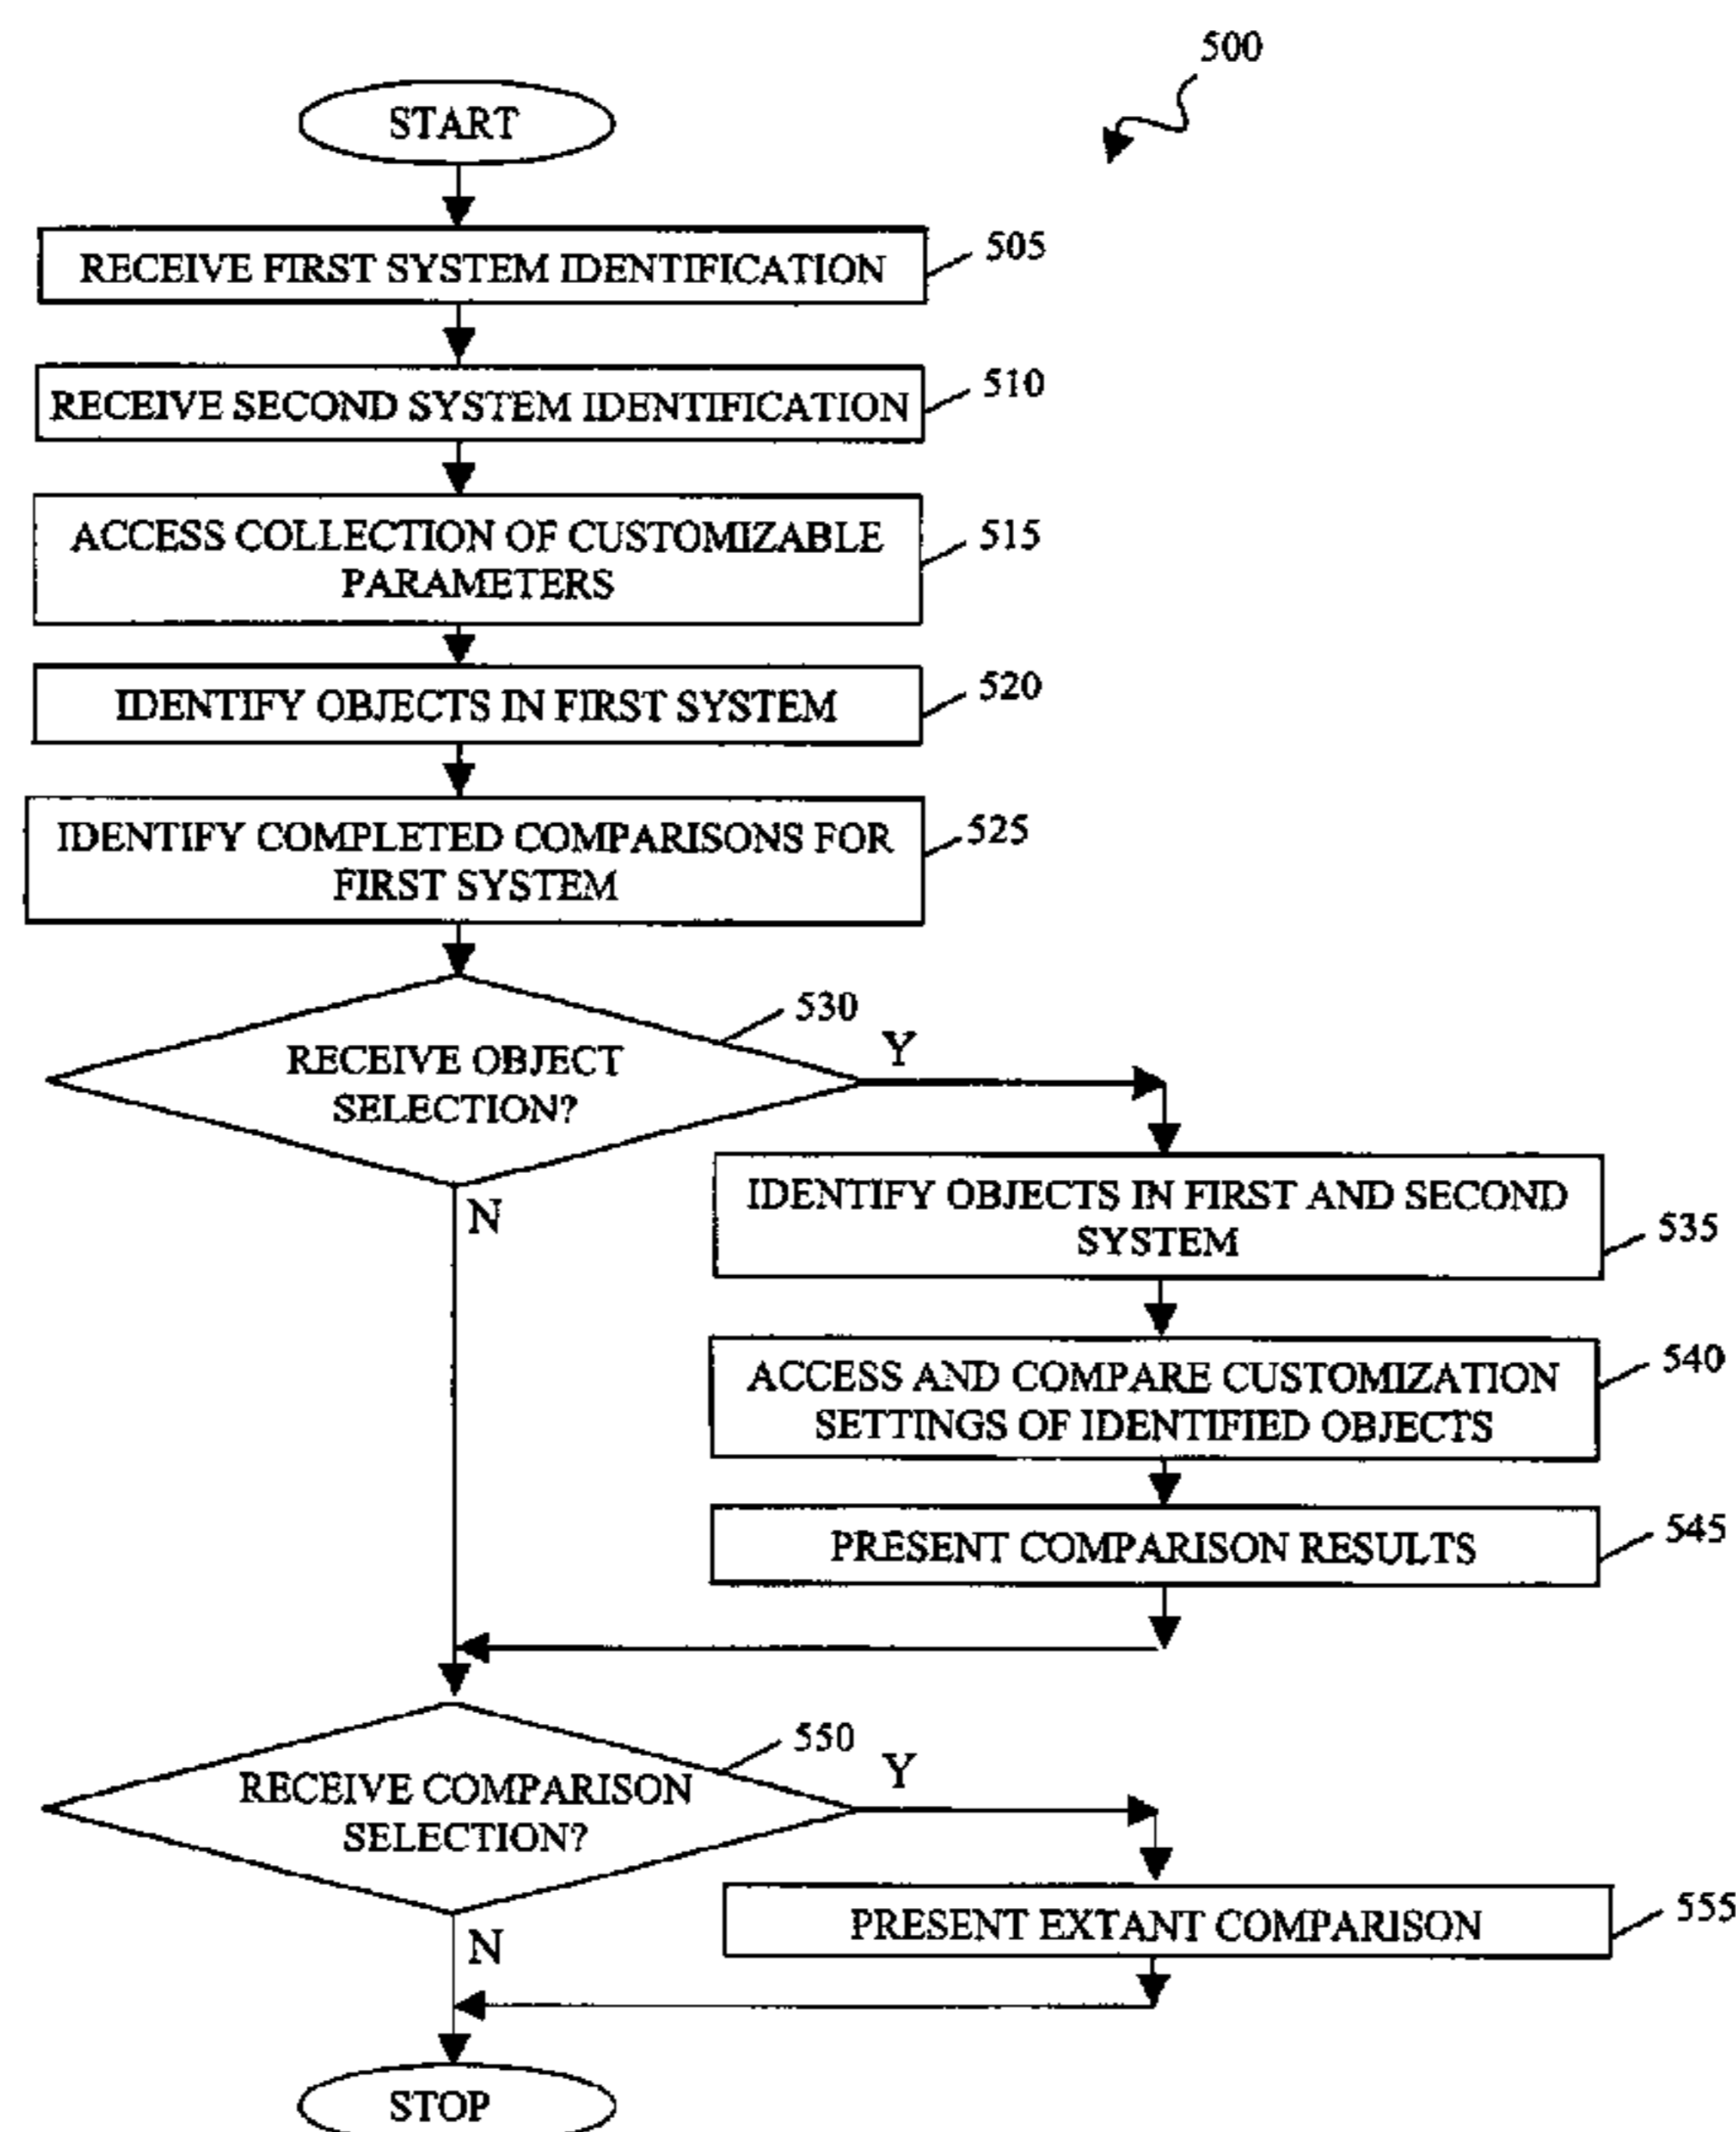 500
START
RECEIVE FIRST SYSTEM IDENTIFICATION
505
RECEIVE SECOND SYSTEM IDENTIFICATION
510
ACCESS COLLECTION OF CUSTOMIZABLE
PARAMETERS
515
IDENTIFY OBJECTS IN FIRST SYSTEM
520
IDENTIFY COMPLETED COMPARISONS FOR
FIRST SYSTEM
525
RECEIVE OBJECT
SELECTION?
530
Y
N
IDENTIFY OBJECTS IN FIRST AND SECOND
SYSTEM
535
ACCESS AND COMPARE CUSTOMIZATION
SETTINGS OF IDENTIFIED OBJECTS
540
PRESENT COMPARISON RESULTS
545
RECEIVE COMPARISON
SELECTION?
550
Y
N
PRESENT EXTANT COMPARISON
555
STOP